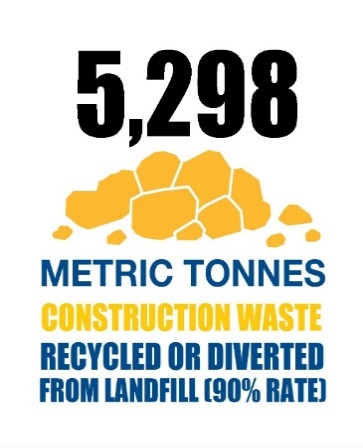 5,298
METRIC TONNES
CONSTRUCTION WASTE
RECYCLED OR DIVERTED
FROM LANDFILL (90% RATE)